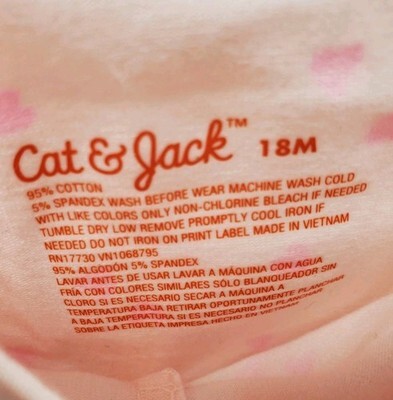 Cat & Jack™ 18M
95% COTTON
5% SPANDEX WASH BEFORE WEAR MACHINE WASH COLD
WITH LIKE COLORS ONLY NON-CHLORINE BLEACH IF NEEDED
TUMBLE DRY LOW REMOVE PROMPTLY COOL IRON IF
NEEDED DO NOT IRON ON PRINT LABEL MADE IN VIETNAM
RN17730 VN1068795
95% ALGODÓN 5% SPANDEX
LAVAR ANTES DE USAR LAVAR A MÁQUINA CON AGUA
FRÍA CON COLORES SIMILARES SÓLO BLANQUEADOR SIN
CLORO SI ES NECESARIO SECAR A MÁQUINA A
TEMPERATURA BAJA RETIRAR OPORTUNAMENTE PLANCHAR
A BAJA TEMPERATURA SI ES NECESARIO NO PLANCHAR
SOBRE LA ETIQUETA IMPRESA HECHO EN VIETNAM